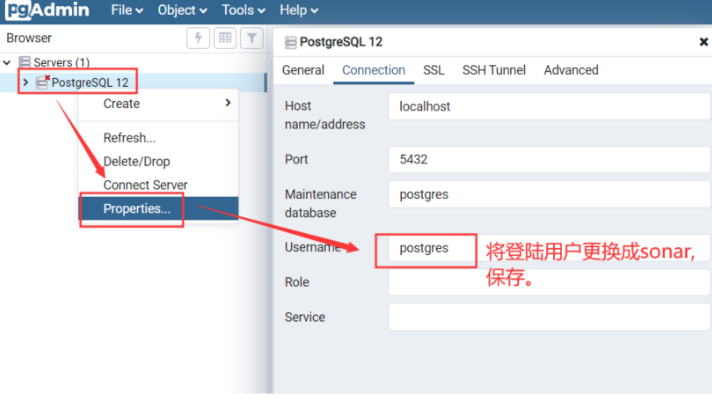 pgAdmin File Object Tools Help
Browser
Servers (1)
PostgreSQL 12
Create
Refresh...
Delete/Drop
Connect Server
Properties...
PostgreSQL 12
General Connection SSL SSH Tunnel Advanced
Host name/address localhost
Port 5432
Maintenance database postgres
Username postgres
将登陆用户更换成sonar,
保存。
Role
Service